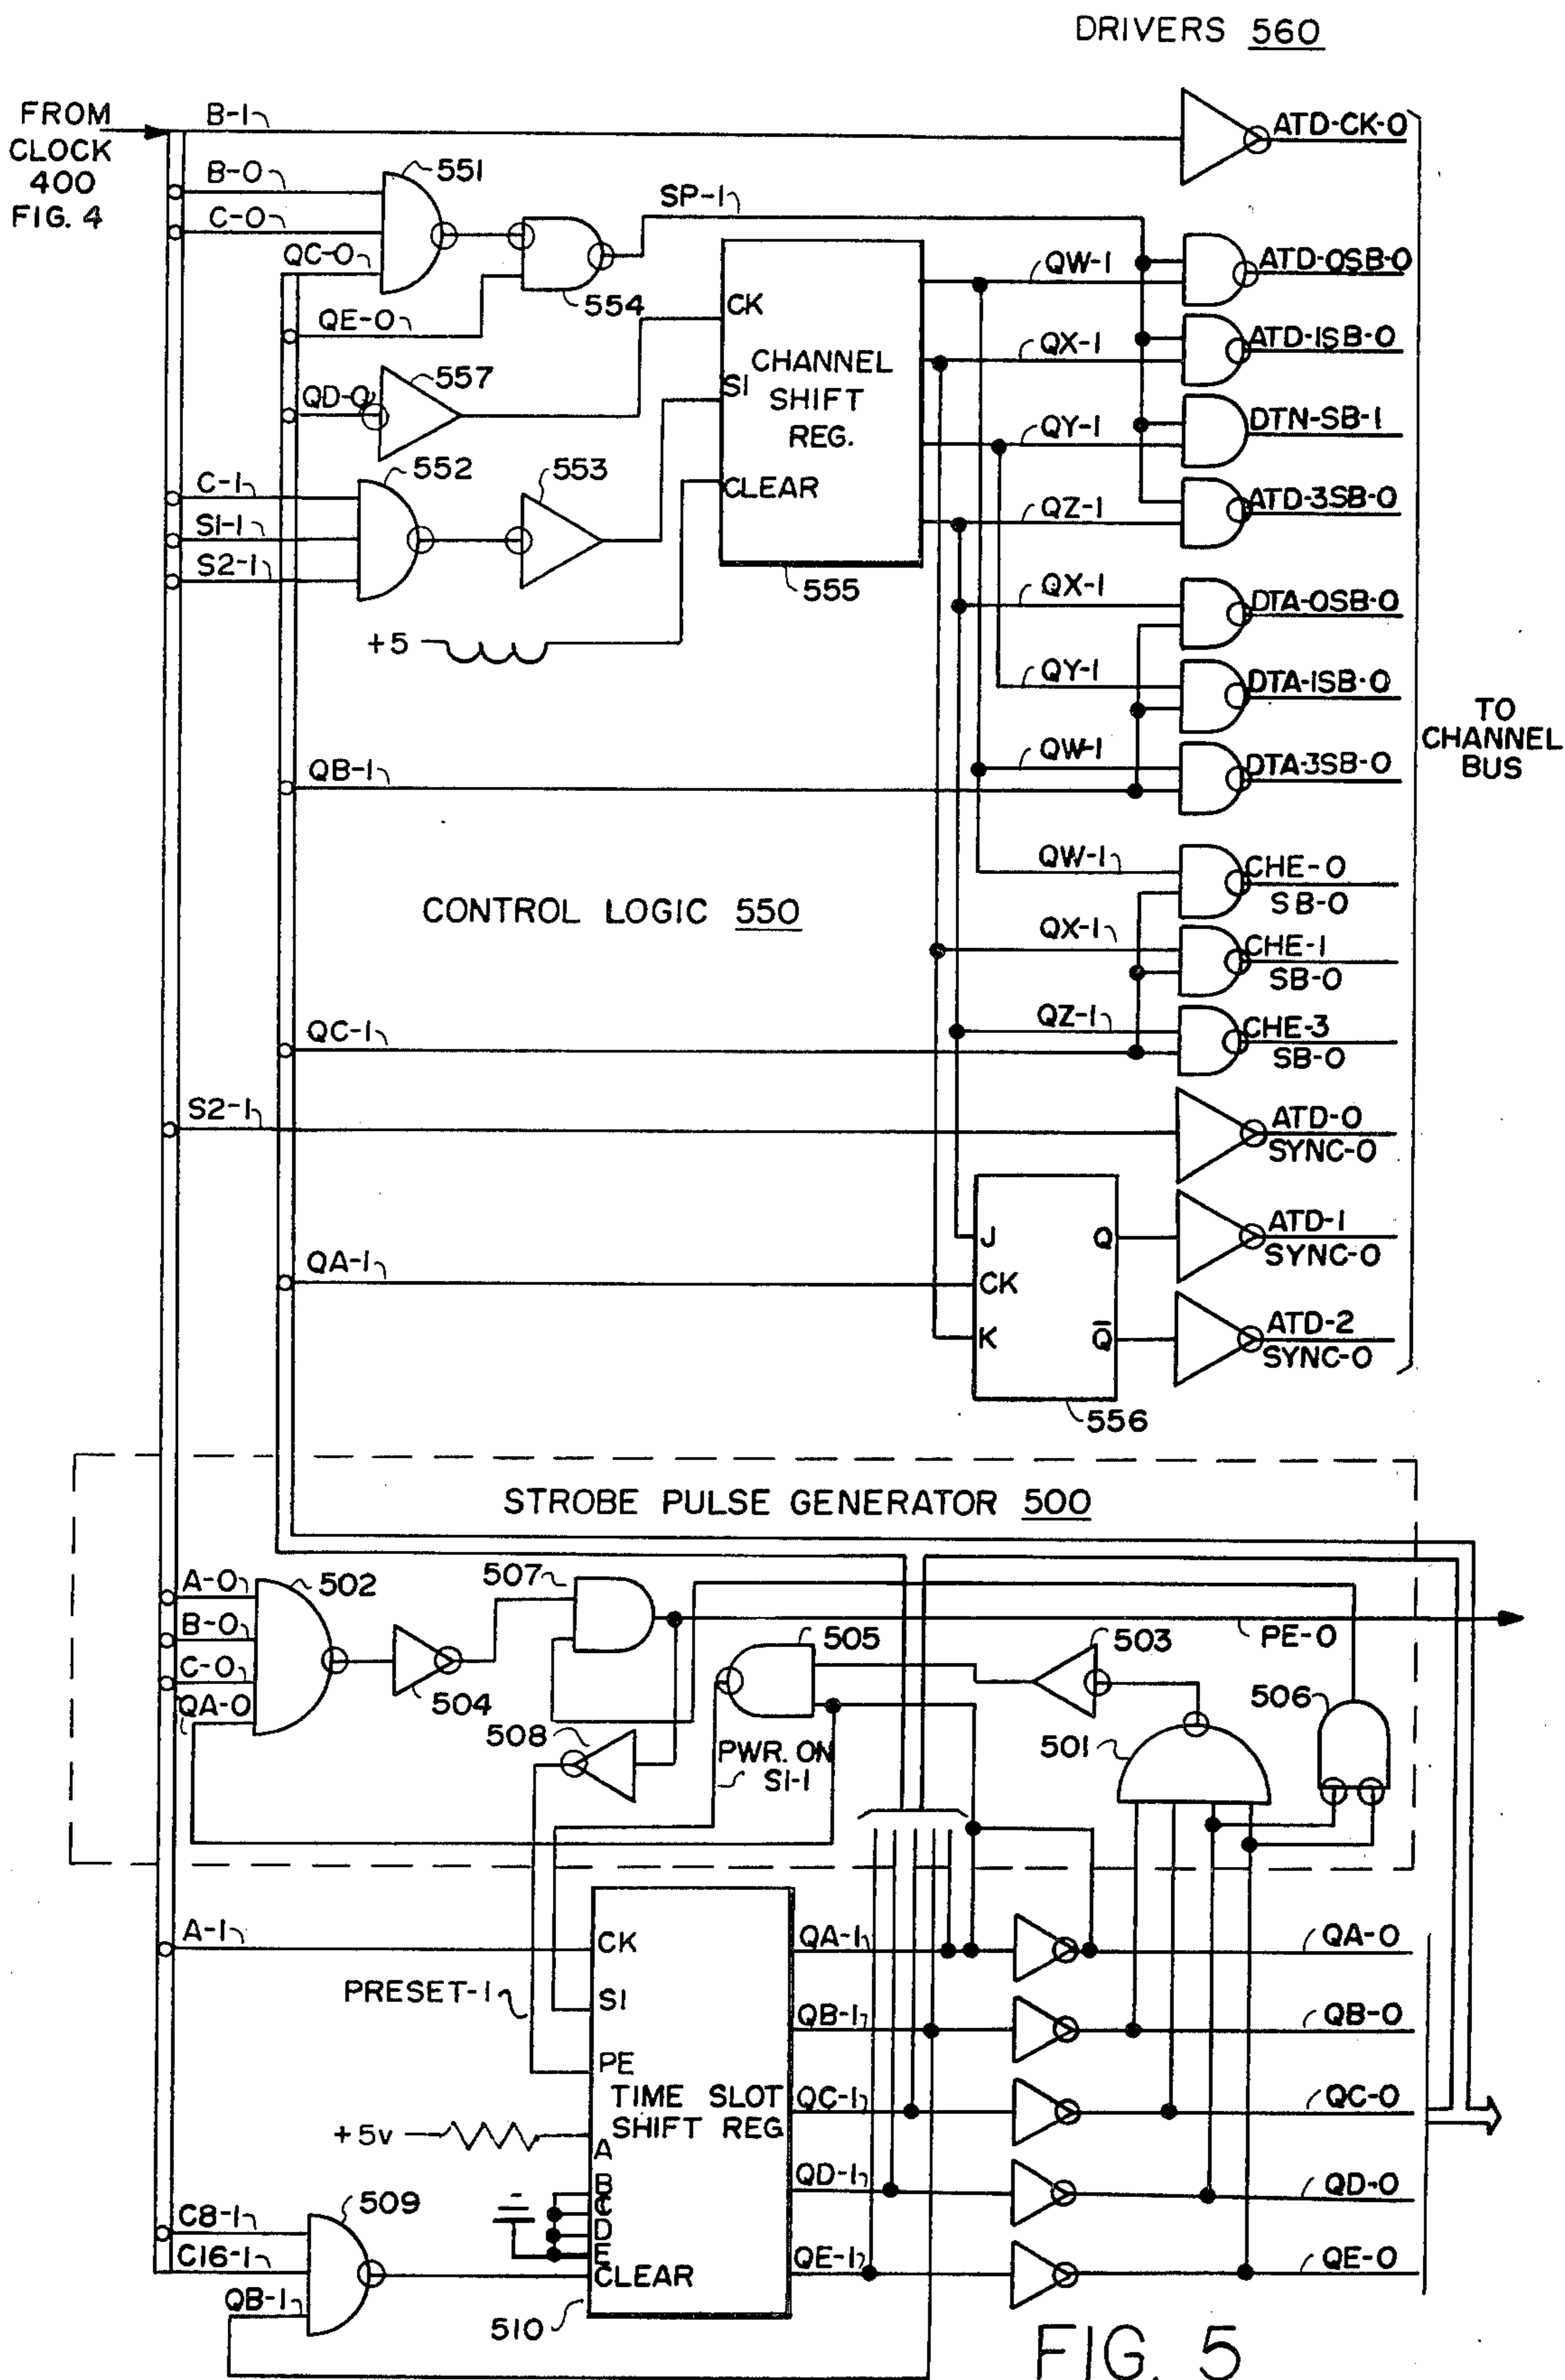 DRIVERS 560
FROM
CLOCK
400
FIG. 4
B-1
ATD-CK-0
B-0
551
C-0
SP-1
QC-0
QW-1
ATD-0SB-0
554
QE-0
CK
ATD-1SB-0
557
CHANNEL
QX-1
QD-0
SI
SHIFT
DTN-SB-1
REG.
QY-1
552
553
C-1
CLEAR
ATD-3SB-0
S1-1
QZ-1
S2-1
555
QX-1
DTA-0SB-0
+5
QY-1
DTA-1SB-0
TO
CHANNEL
BUS
QB-1
QW-1
DTA-3SB-0
QW-1
CHE-0
SB-0
CONTROL LOGIC 550
QX-1
CHE-1
SB-0
QC-1
QZ-1
CHE-3
SB-0
S2-1
ATD-0
SYNC-0
J
Q
ATD-1
SYNC-0
QA-1
CK
K
Q̅
ATD-2
SYNC-0
556
STROBE PULSE GENERATOR 500
A-0
502
507
B-0
505
503
PE-0
C-0
504
506
QA-0
508
501
PWR. ON
S1-1
A-1
CK
QA-1
QA-0
PRESET-1
SI
QB-1
QB-0
PE
TIME SLOT
SHIFT REG
QC-1
QC-0
+5v
A
B
QD-1
QD-0
C8-1
509
C
D
C16-1
E
QE-1
QE-0
CLEAR
QB-1
510
FIG. 5